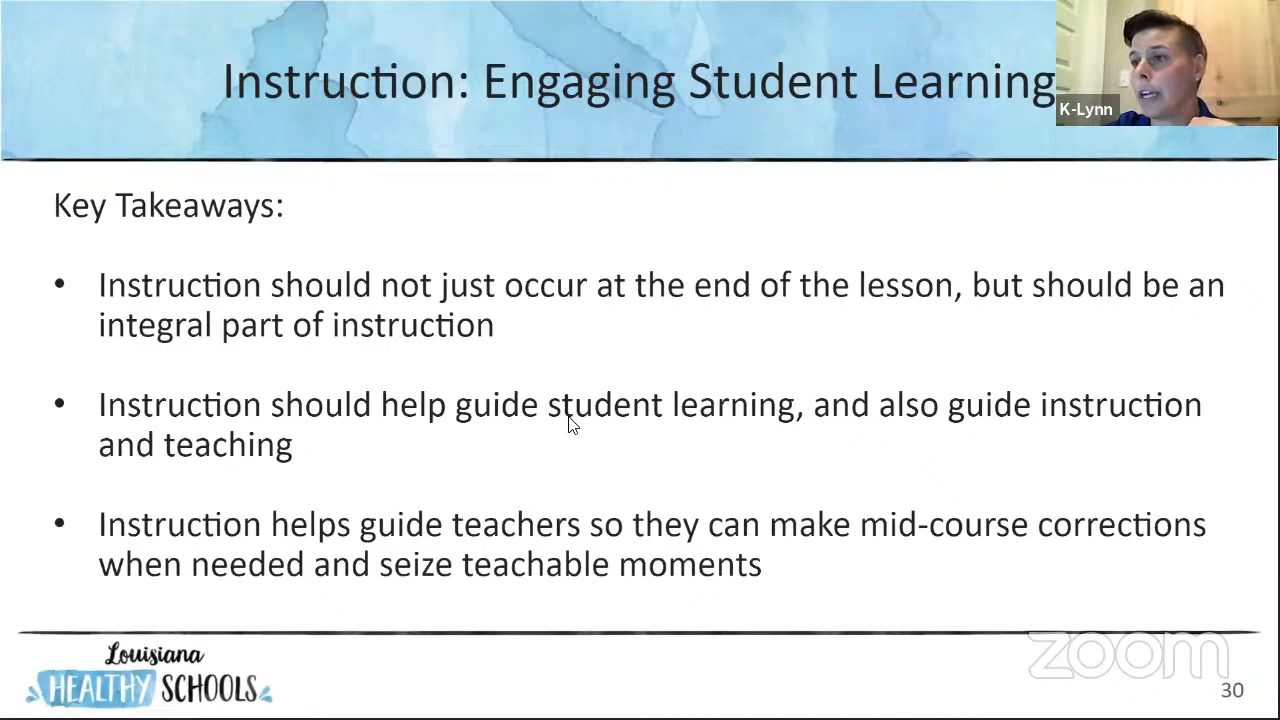 Instruction: Engaging Student Learning
K-Lynn
Key Takeaways:
• Instruction should not just occur at the end of the lesson, but should be an
integral part of instruction
• Instruction should help guide student learning, and also guide instruction
and teaching
• Instruction helps guide teachers so they can make mid-course corrections
when needed and seize teachable moments
Louisiana
HEALTHY SCHOOLS
zoom
30